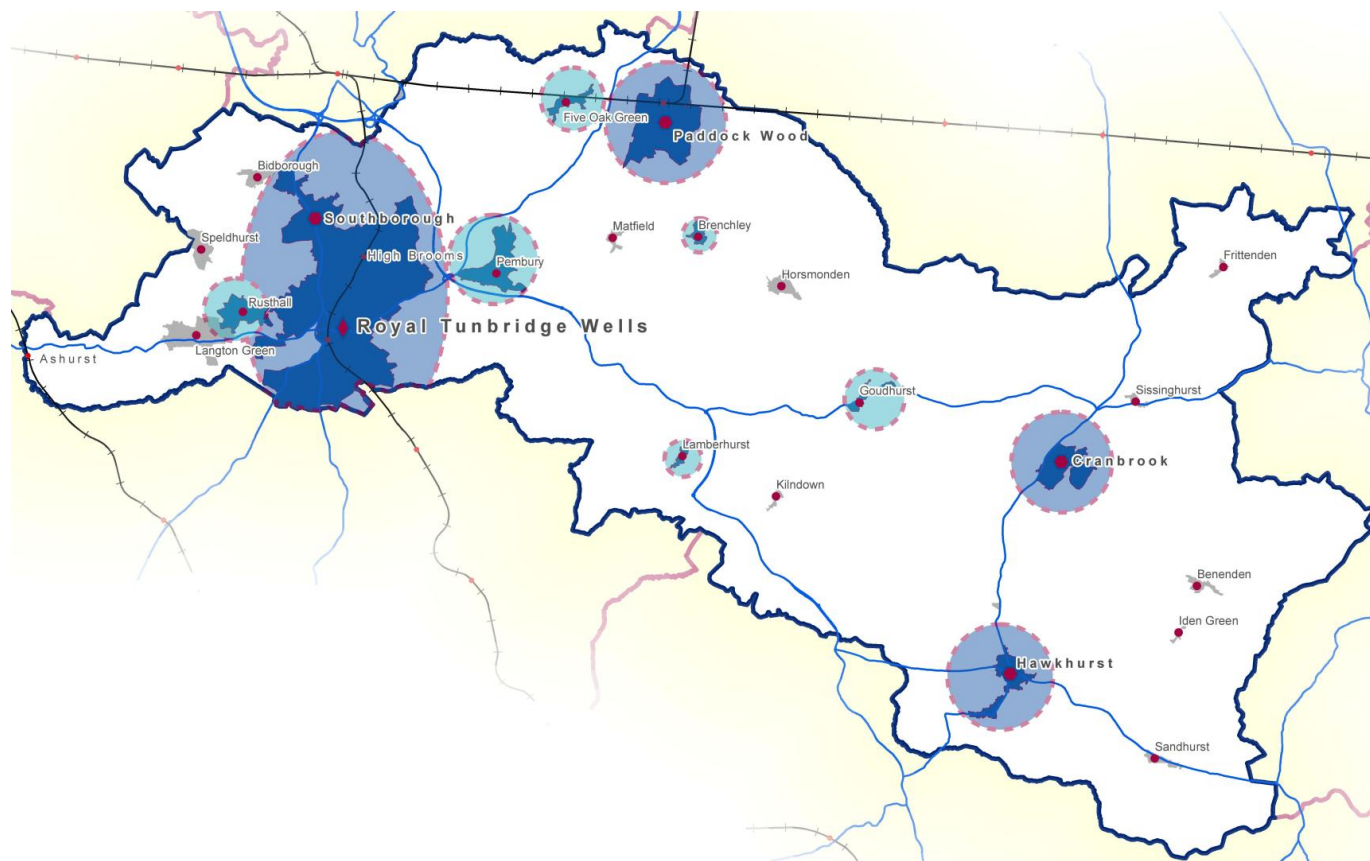 Five Oak Green
Paddock Wood
Bidborough
Southborough
Speldhurst
High Brooms
Matfield
Brenchley
Pembury
Horsmonden
Frittenden
Rusthall
Royal Tunbridge Wells
Langton Green
Ashurst
Goudhurst
Sissinghurst
Lamberhurst
Cranbrook
Kilndown
Benenden
Iden Green
Hawkhurst
Sandhurst